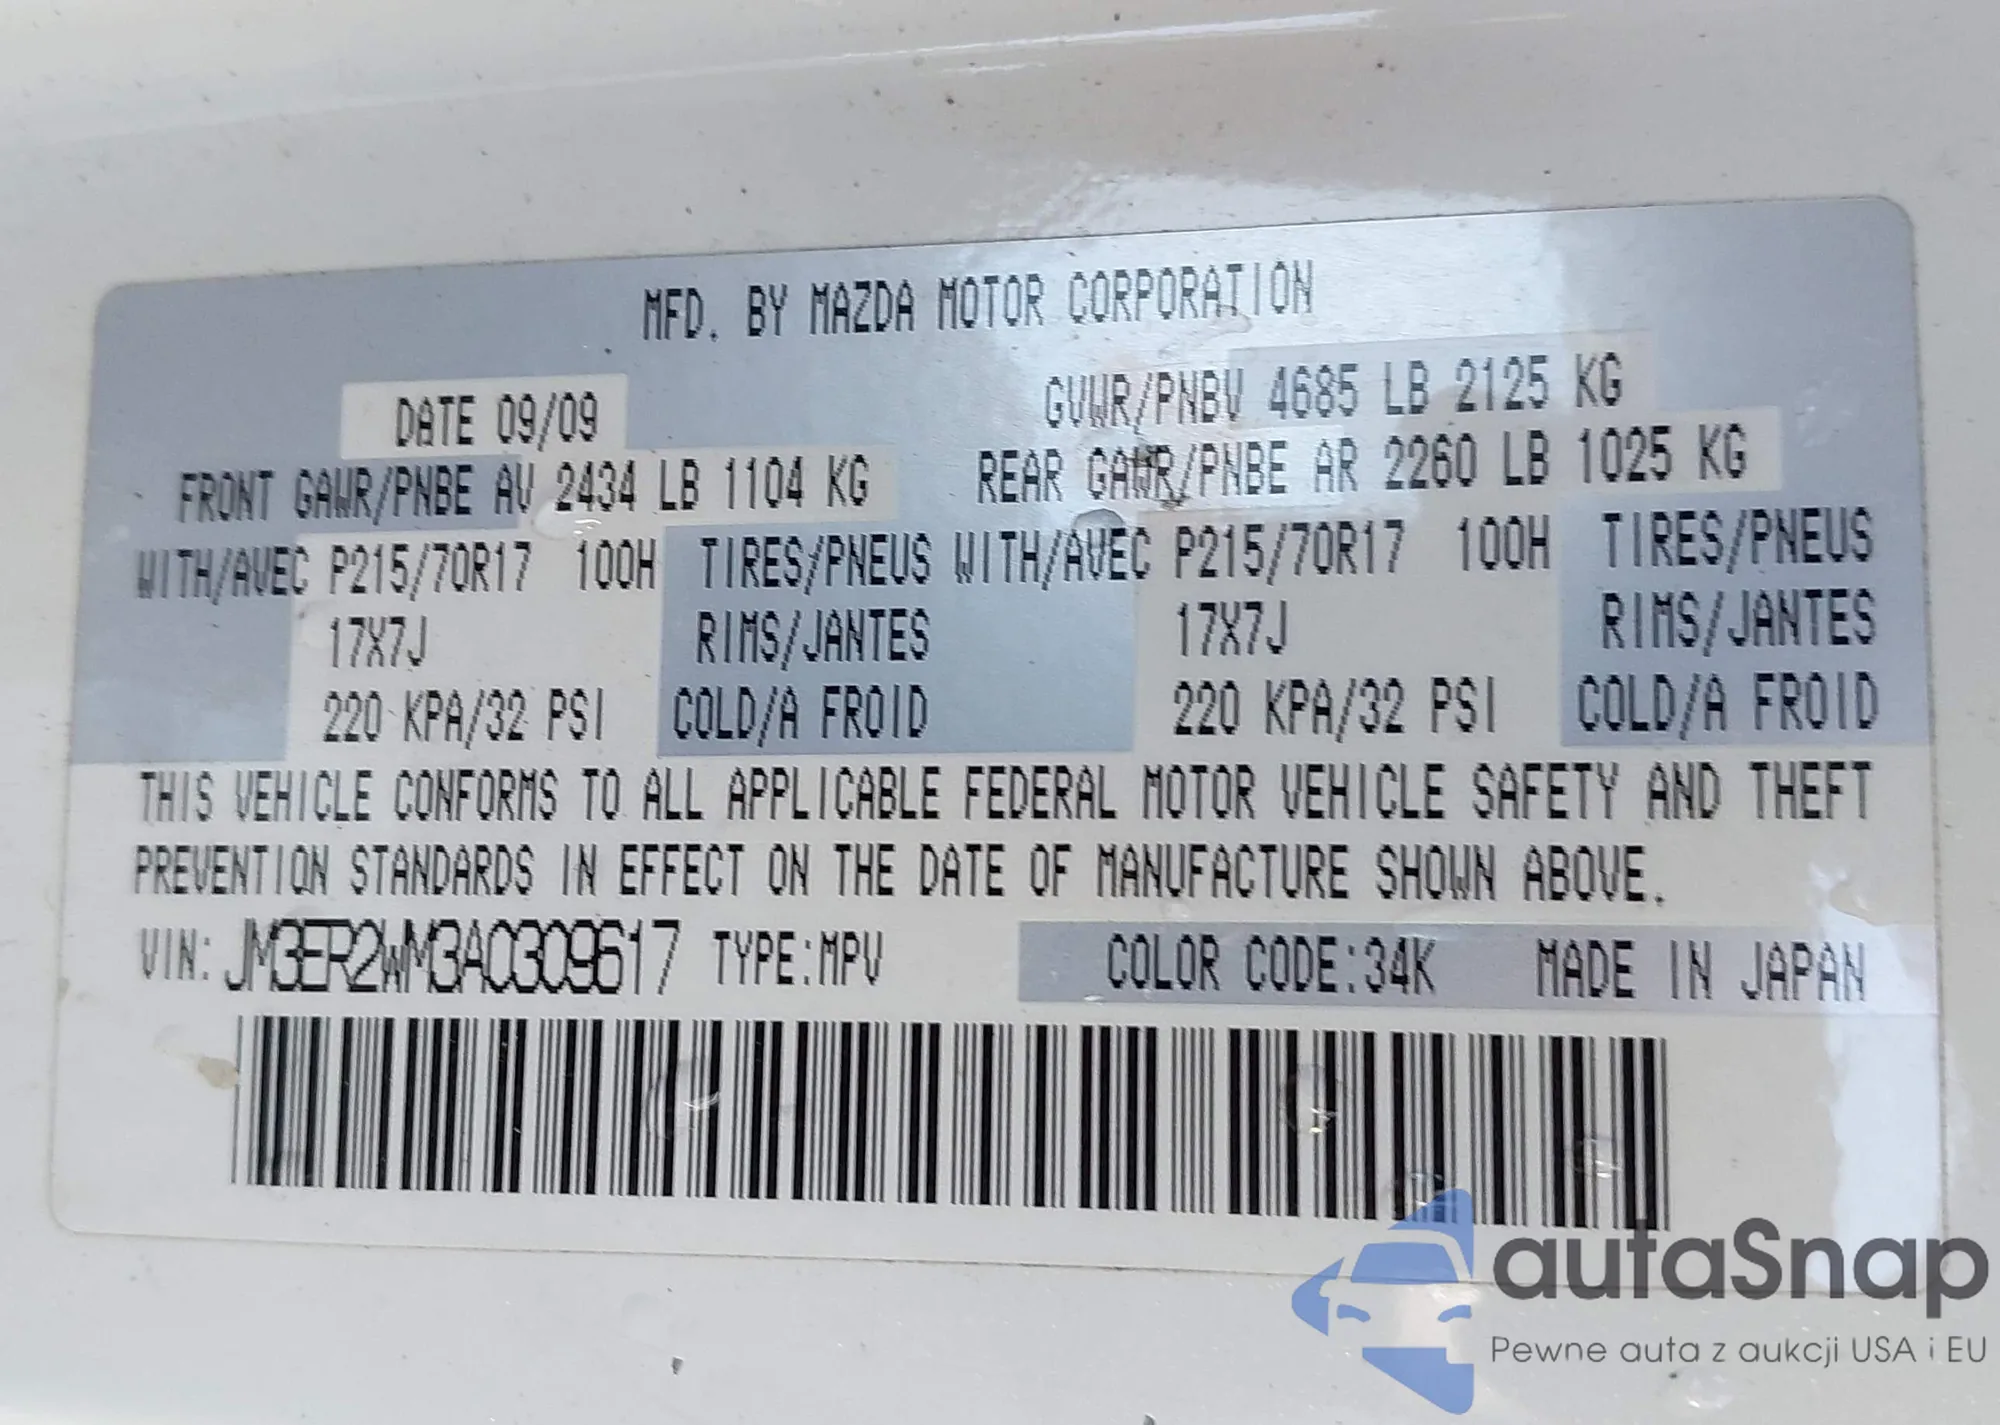 MFD. BY MAZDA MOTOR CORPORATION
DATE 09/09 GVWR/PNBV 4685 LB 2125 KG
FRONT GAWR/PNBE AV 2434 LB 1104 KG REAR GAWR/PNBE AR 2260 LB 1025 KG
WITH/AVEC P215/70R17 100H TIRES/PNEUS WITH/AVEC P215/70R17 100H TIRES/PNEUS
17X7J RIMS/JANTES 17X7J RIMS/JANTES
220 KPA/32 PSI COLD/A FROID 220 KPA/32 PSI COLD/A FROID
THIS VEHICLE CONFORMS TO ALL APPLICABLE FEDERAL MOTOR VEHICLE SAFETY AND THEFT
PREVENTION STANDARDS IN EFFECT ON THE DATE OF MANUFACTURE SHOWN ABOVE.
VIN: JM3ER2WM3A0309617 TYPE:MPV COLOR CODE:34K MADE IN JAPAN
autaSnap
Pewne auta z aukcji USA i EU